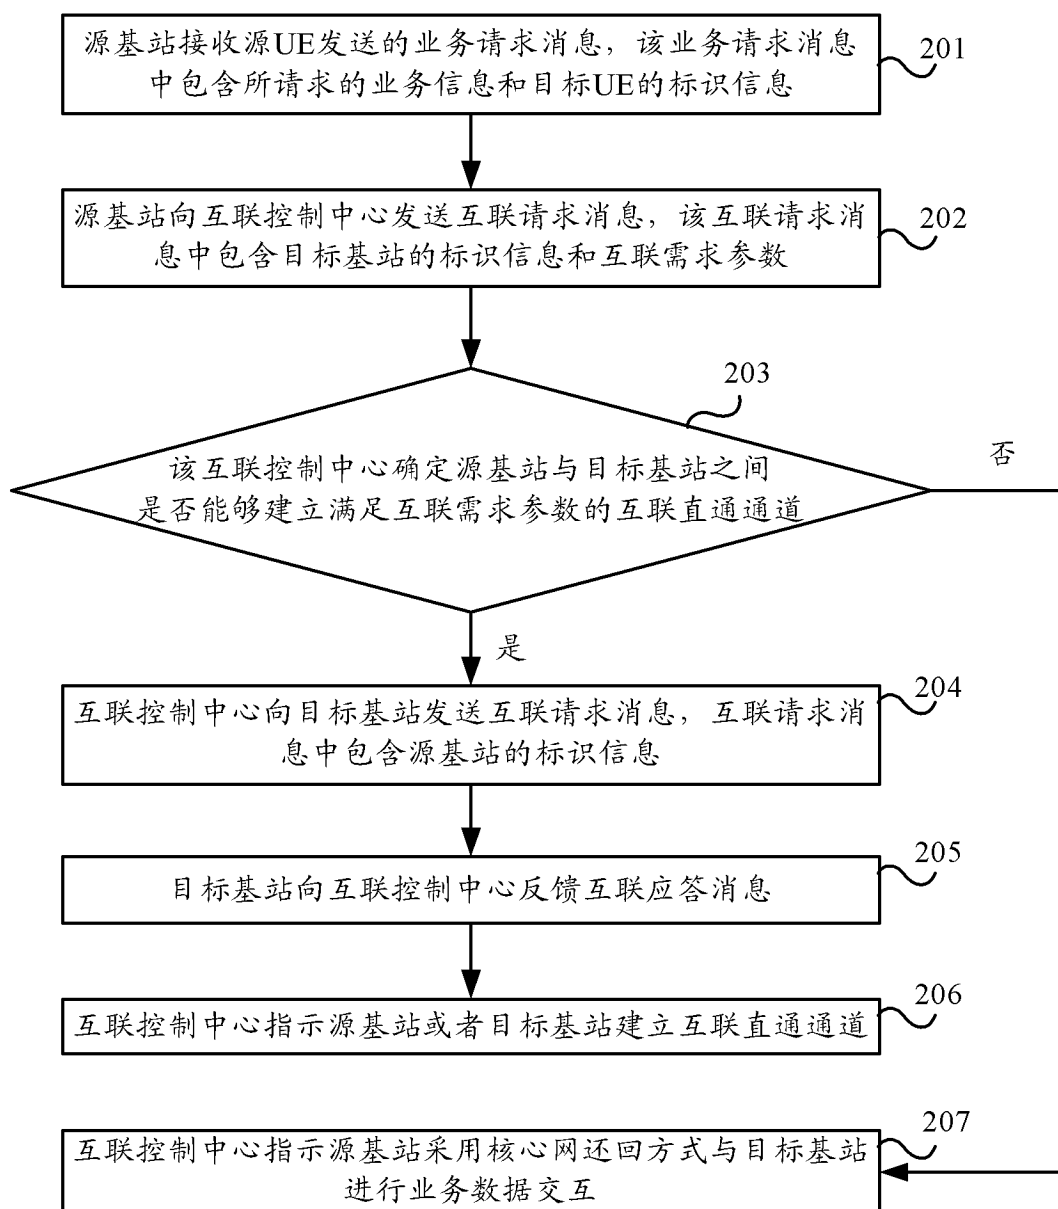 源基站接收源UE发送的业务请求消息，该业务请求消息
中包含所请求的业务信息和目标UE的标识信息
201
源基站向互联控制中心发送互联请求消息，该互联请求消
息中包含目标基站的标识信息和互联需求参数
202
203
该互联控制中心确定源基站与目标基站之间
是否能够建立满足互联需求参数的互联直通通道
否
是
互联控制中心向目标基站发送互联请求消息，互联请求消
息中包含源基站的标识信息
204
目标基站向互联控制中心反馈互联应答消息
205
互联控制中心指示源基站或者目标基站建立互联直通通道
206
互联控制中心指示源基站采用核心网还回方式与目标基站
进行业务数据交互
207